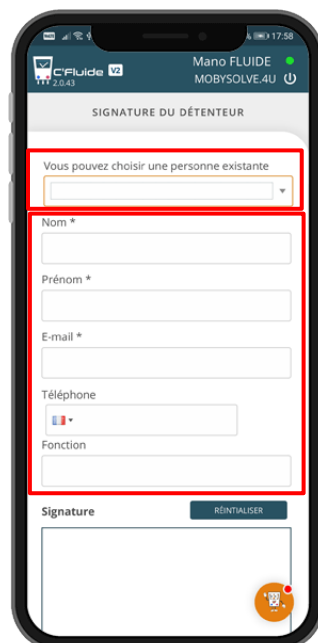 17:58
C'Fluide V2
2.0.43
Mano FLUIDE
MOBYSOLVE.4U
SIGNATURE DU DÉTENTEUR
Vous pouvez choisir une personne existante
Nom *
Prénom *
E-mail *
Téléphone
Fonction
Signature
RÉINTIALISER